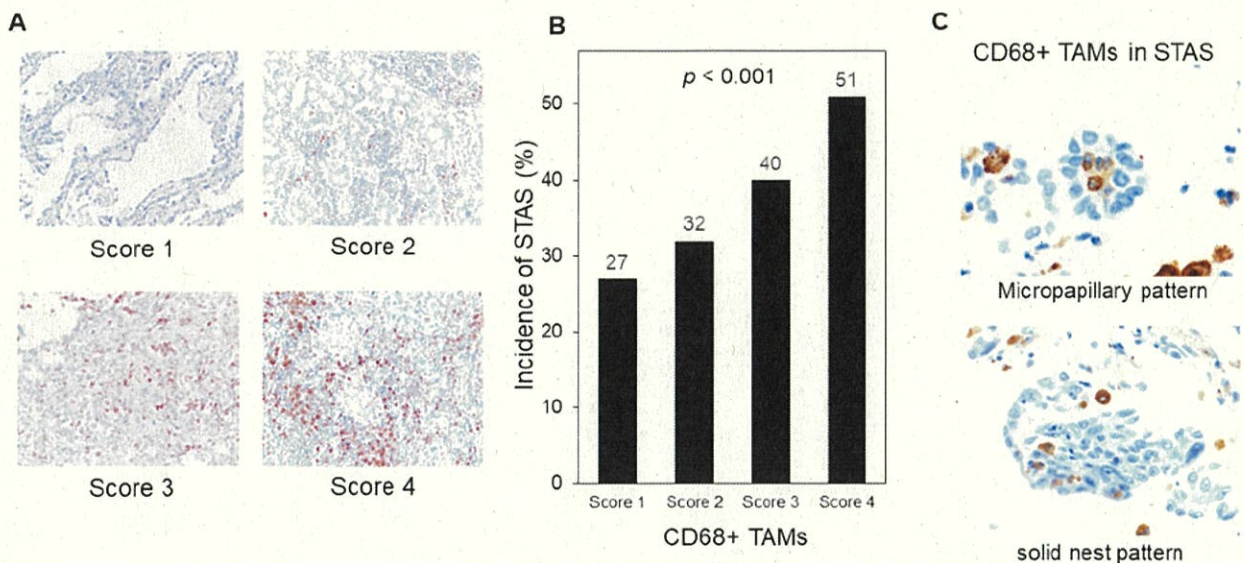 A
Score 1
Score 2
Score 3
Score 4
B
p < 0.001
Incidence of STAS (%)
50
40
30
20
10
0
27
32
40
51
Score 1
Score 2
Score 3
Score 4
CD68+ TAMs
C
CD68+ TAMs in STAS
Micropapillary pattern
solid nest pattern